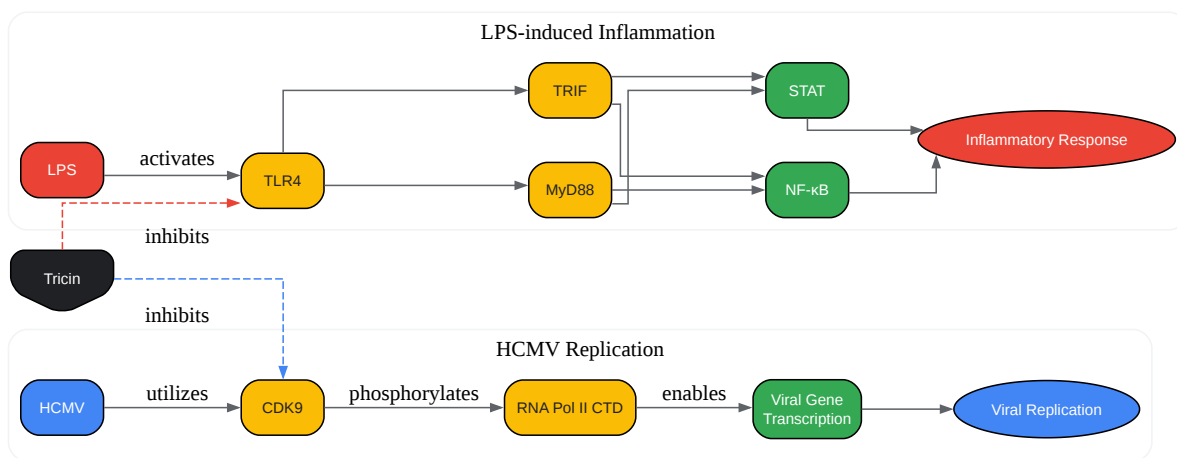 LPS-induced Inflammation
TRIF
STAT
Inflammatory Response
LPS
activates
TLR4
MyD88
NF-κB
inhibits
Tricin
inhibits
HCMV Replication
HCMV
utilizes
CDK9
phosphorylates
RNA Pol II CTD
enables
Viral Gene
Transcription
Viral Replication